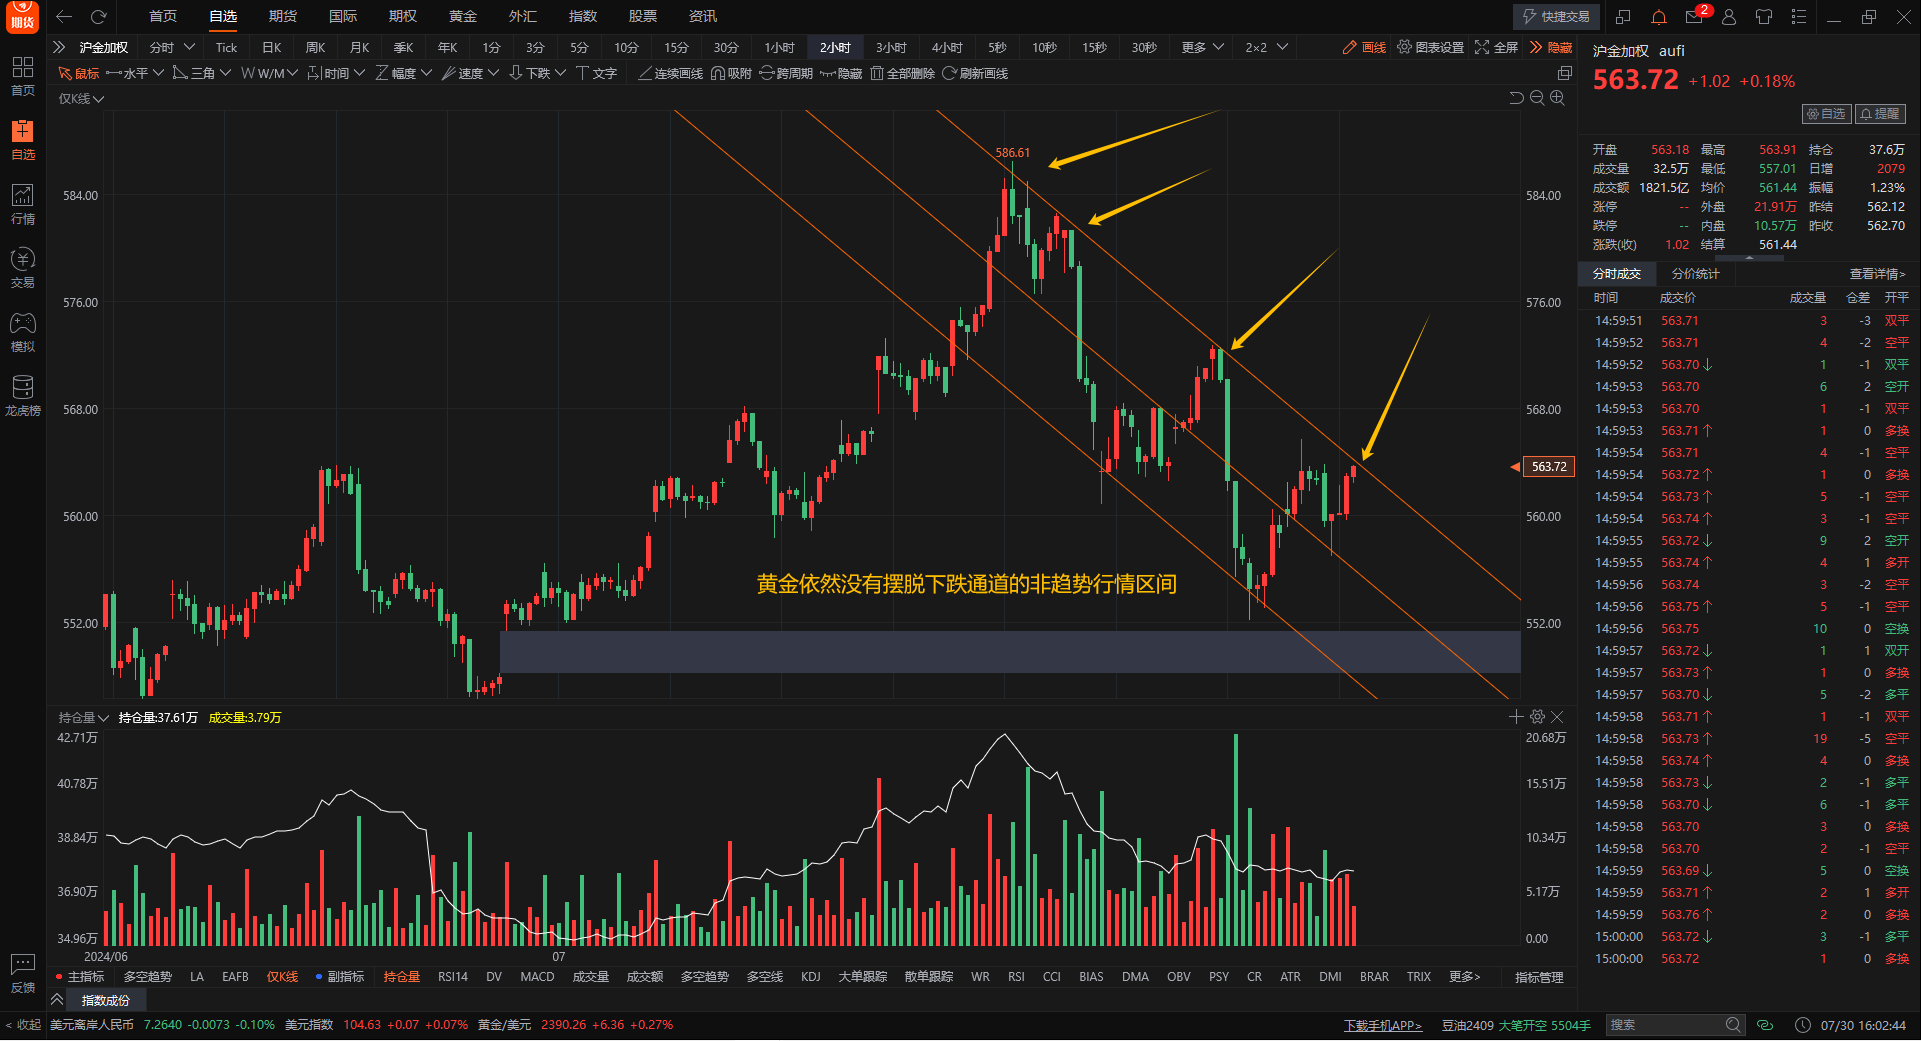 期货 首页 自选 期货 国际 期权 黄金 外汇 指数 股票 资讯 快捷交易 2
沪金加权 分时 Tick 日K 周K 月K 季K 年K 1分 3分 5分 10分 15分 30分 1小时 2小时 3小时 4小时 5秒 10秒 15秒 30秒 更多 2×2 画线 图表设置 全屏 隐藏
鼠标 水平 三角 W/M 时间 幅度 速度 下跌 文字 连续画线 吸附 跨周期 隐藏 全部删除 刷新画线
仅K线
首页
自选
行情
交易
模拟
龙虎榜
反馈
586.61
584.00 584.00
576.00 576.00
568.00 568.00
563.72
560.00 560.00
552.00 552.00
黄金依然没有摆脱下跌通道的非趋势行情区间
持仓量 持仓量:37.61万 成交量:3.79万
42.71万 20.68万
40.78万 15.51万
38.84万 10.34万
36.90万 5.17万
34.96万 0.00
2024/06 07
主指标 多空趋势 LA EAFB 仅K线 副指标 持仓量 RSI14 DV MACD 成交量 成交额 多空趋势 多空线 KDJ 大单跟踪 散单跟踪 WR RSI CCI BIAS DMA OBV PSY CR ATR DMI BRAR TRIX 更多> 指标管理
指数成份
沪金加权 aufi
563.72 +1.02 +0.18%
自选 提醒
开盘 563.18 最高 563.91 持仓 37.6万
成交量 32.5万 最低 557.01 日增 2079
成交额 1821.5亿 均价 561.44 振幅 1.23%
涨停 -- 外盘 21.91万 昨结 562.12
跌停 -- 内盘 10.57万 昨收 562.70
涨跌(收) 1.02 结算 561.44
分时成交 分价统计 查看详情>
时间 成交价 成交量 仓差 开平
14:59:51 563.71 3 -3 双平
14:59:52 563.71 4 -2 空平
14:59:52 563.70↓ 1 -1 双平
14:59:53 563.70 6 2 空开
14:59:53 563.70 1 -1 双平
14:59:53 563.71↑ 1 0 多换
14:59:54 563.71 4 -1 空平
14:59:54 563.72↑ 1 0 多换
14:59:54 563.73↑ 5 -1 空平
14:59:54 563.74↑ 3 -1 空平
14:59:55 563.72↓ 9 2 空开
14:59:55 563.74↑ 4 1 多开
14:59:56 563.74 3 -2 空平
14:59:56 563.75↑ 5 -1 空平
14:59:56 563.75 10 0 空换
14:59:57 563.72↓ 1 1 双开
14:59:57 563.73↑ 1 0 多换
14:59:57 563.70↓ 5 -2 多平
14:59:58 563.71↑ 1 -1 双平
14:59:58 563.73↑ 19 -5 空平
14:59:58 563.74↑ 4 0 多换
14:59:58 563.73↓ 2 -1 多平
14:59:58 563.70↓ 6 -1 多平
14:59:58 563.70 3 0 多换
14:59:58 563.70 2 -1 空平
14:59:59 563.69↓ 5 0 空换
14:59:59 563.71↑ 2 1 多开
14:59:59 563.76↑ 2 0 多换
15:00:00 563.72↓ 3 -1 多平
15:00:00 563.72 1 0 多换
< 收起 美元离岸人民币 7.2640 -0.0073 -0.10% 美元指数 104.63 +0.07 +0.07% 黄金/美元 2390.26 +6.36 +0.27% 下载手机APP> 豆油2409 大笔开空 5504手 搜索 07/30 16:02:44